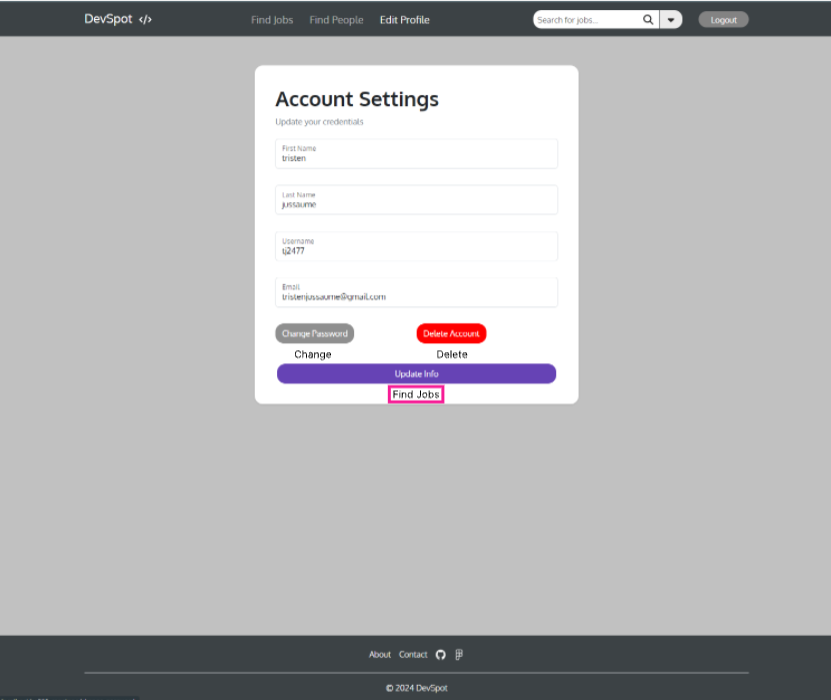 DevSpot </>
Find Jobs Find People Edit Profile
Search for jobs...
Logout
Account Settings
Update your credentials
First Name
tristen
Last Name
jussaume
Username
tj2477
Email
tristenjussaume@gmail.com
Change Password Delete Account
Change Delete
Update Info
Find Jobs
About Contact
© 2024 DevSpot